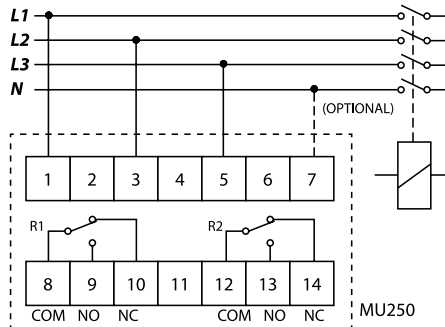 L1
L2
L3
N
(OPTIONAL)
1 2 3 4 5 6 7
R1 R2
8 9 10 11 12 13 14
COM NO NC COM NO NC
MU250